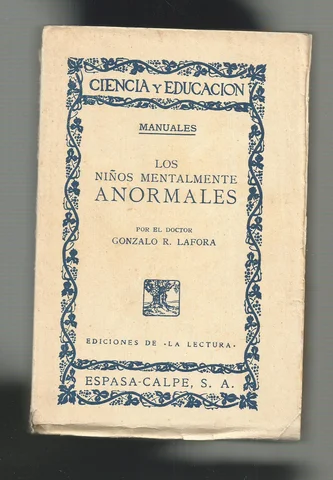 CIENCIA Y EDUCACION
MANUALES
LOS
NIÑOS MENTALMENTE
ANORMALES
POR EL DOCTOR
GONZALO R. LAFORA
EDICIONES DE «LA LECTURA»
ESPASA-CALPE, S. A.